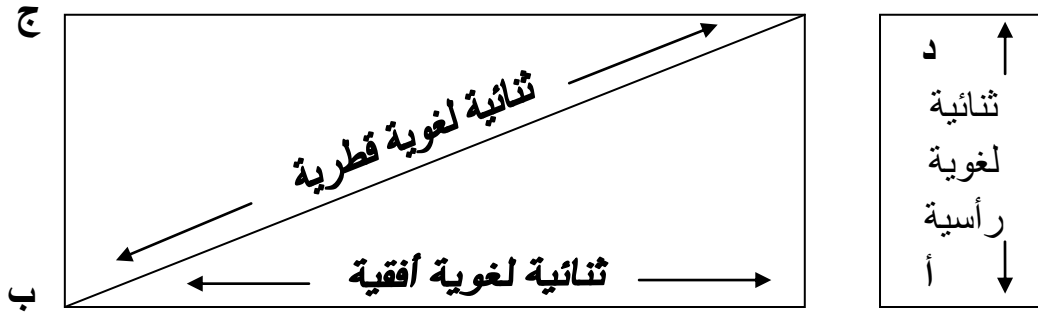 ج
ثنائية لغوية قطرية
ثنائية لغوية أفقية
ب
د
ثنائية
لغوية
رأسية
أ